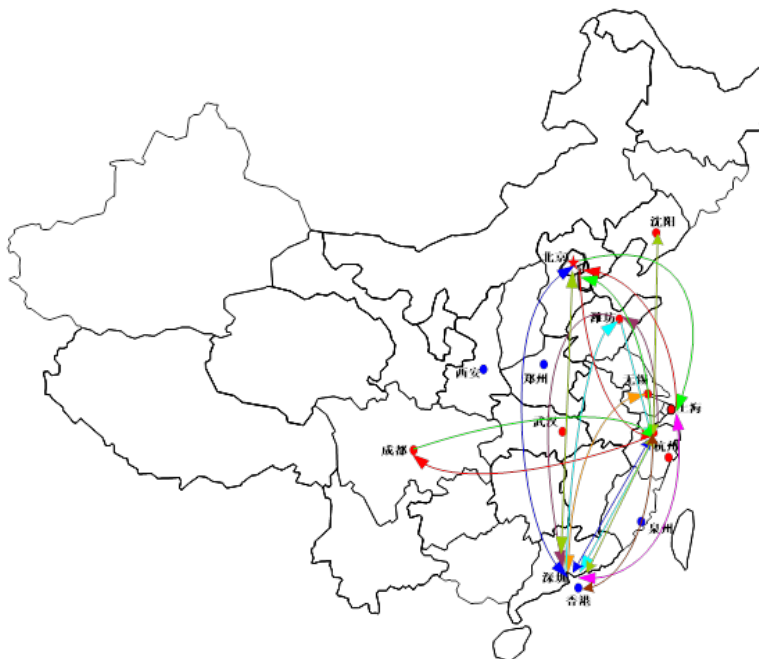 沈阳
北京
潍坊
西安
郑州
无锡
上海
武汉
杭州
成都
泉州
深圳
香港